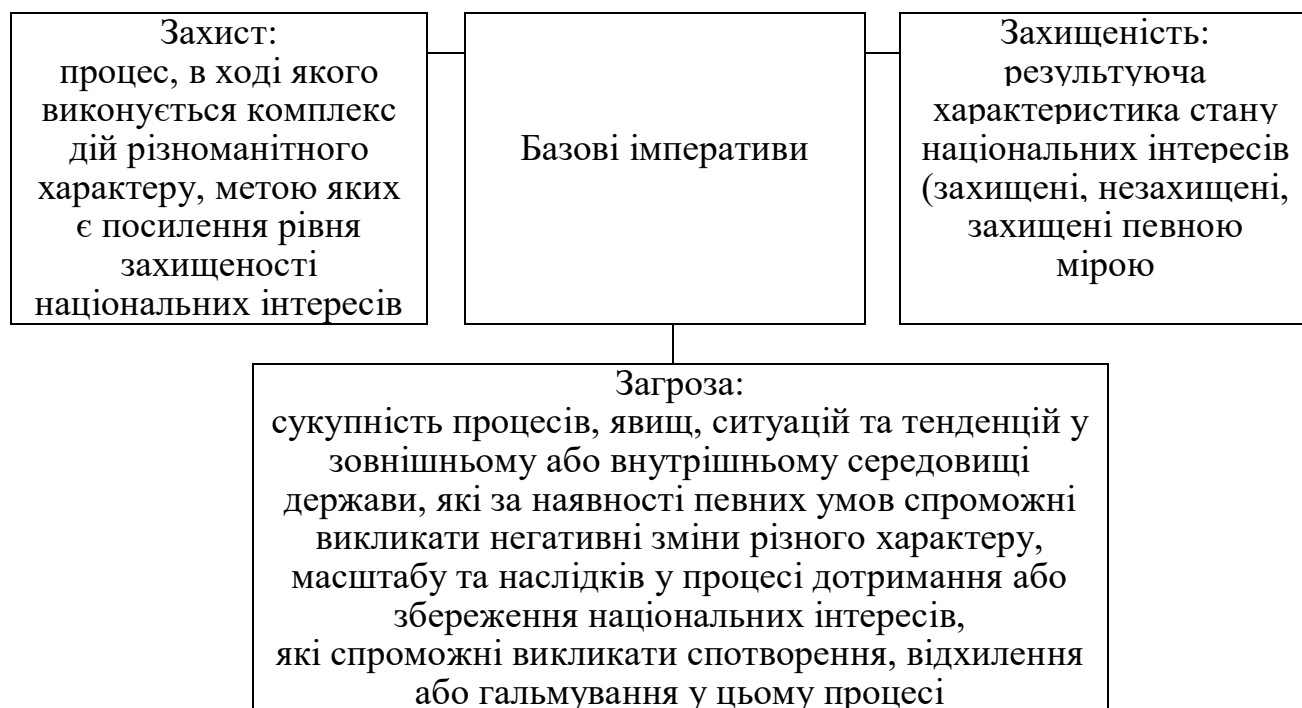 Захист:
процес, в ході якого
виконується комплекс
дій різноманітного
характеру, метою яких
є посилення рівня
захищеності
національних інтересів
Базові імперативи
Захищеність:
результуюча
характеристика стану
національних інтересів
(захищені, незахищені,
захищені певною
мірою
Загроза:
сукупність процесів, явищ, ситуацій та тенденцій у
зовнішньому або внутрішньому середовищі
держави, які за наявності певних умов спроможні
викликати негативні зміни різного характеру,
масштабу та наслідків у процесі дотримання або
збереження національних інтересів,
які спроможні викликати спотворення, відхилення
або гальмування у цьому процесі